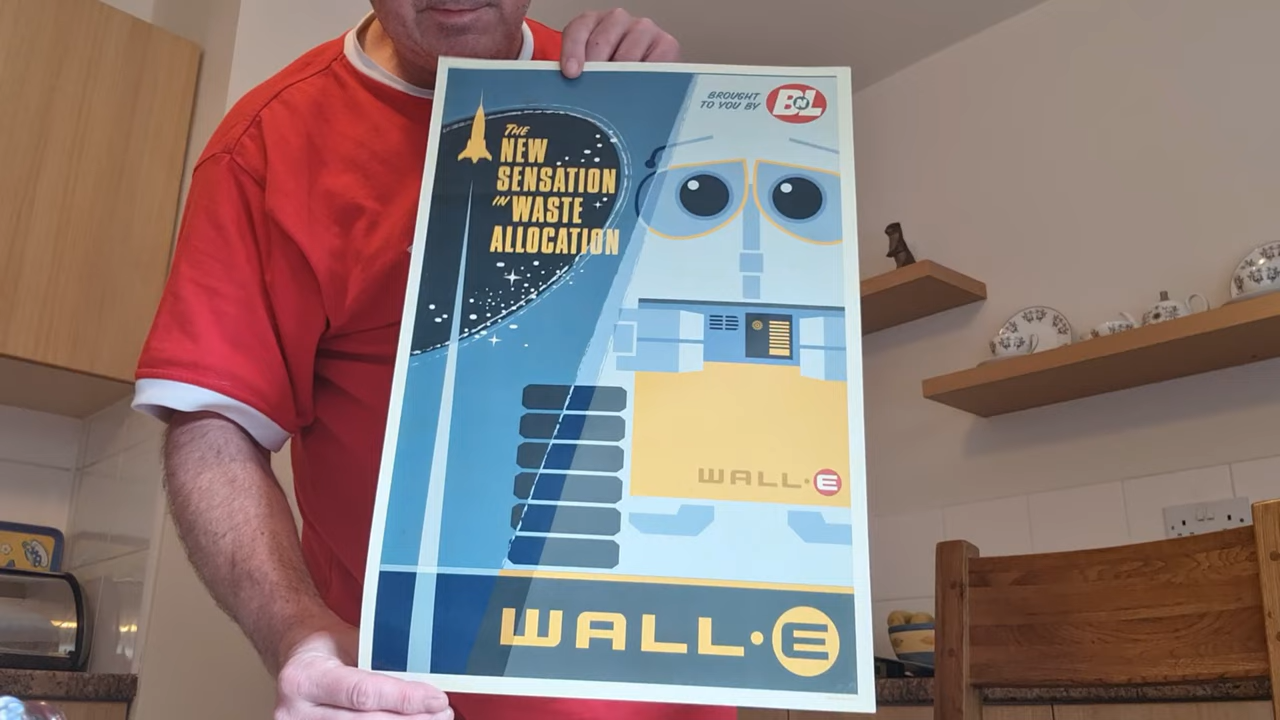 BROUGHT
TO YOU BY
BNL
THE
NEW
SENSATION
IN WASTE
ALLOCATION
WALL·E
WALL·E